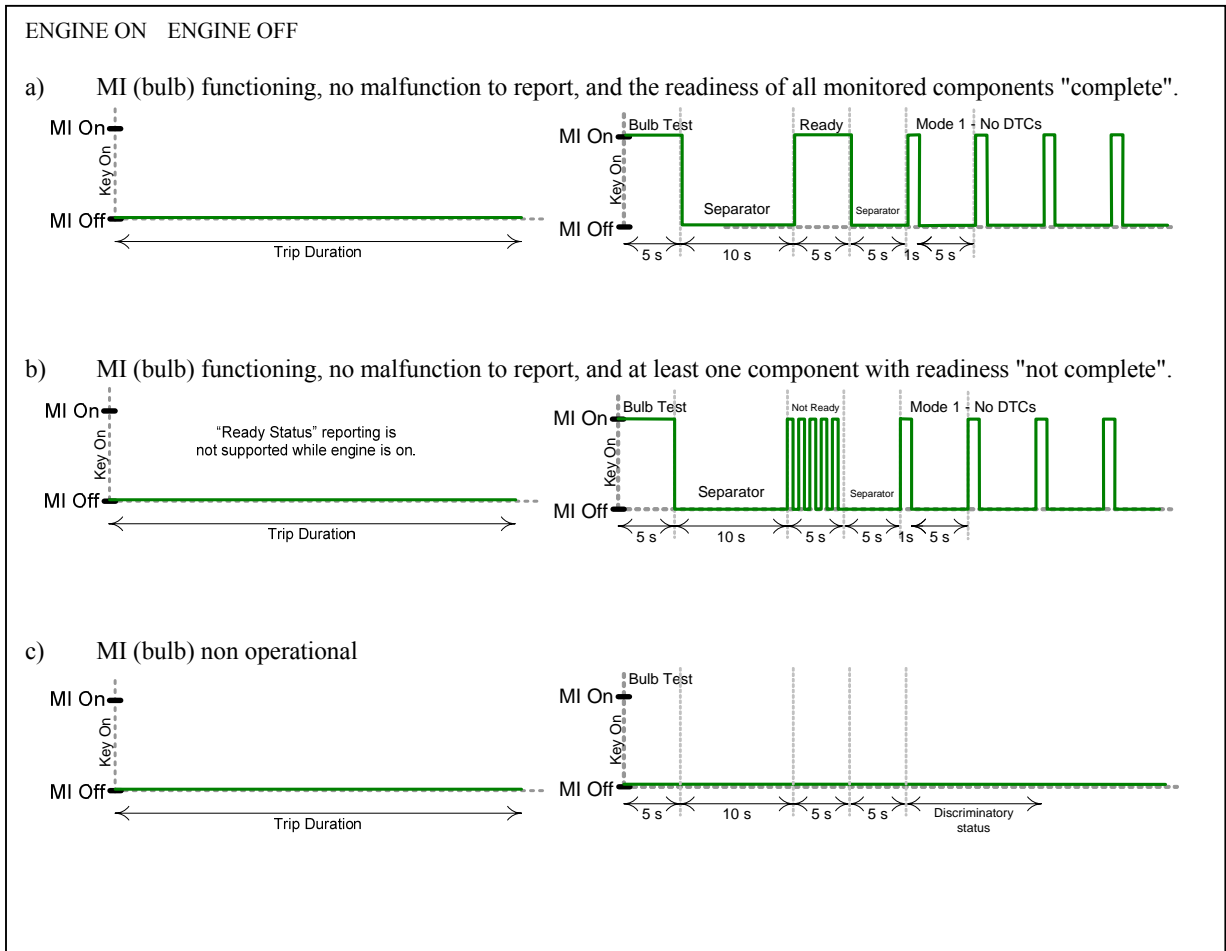 ENGINE ON ENGINE OFF
a) MI (bulb) functioning, no malfunction to report, and the readiness of all monitored components "complete".
MI On
Key On
MI Off
Trip Duration
MI On
Bulb Test
Ready
Mode 1 - No DTCs
Key On
Separator
Separator
MI Off
5 s 10 s 5 s 5 s 1s 5 s
b) MI (bulb) functioning, no malfunction to report, and at least one component with readiness "not complete".
MI On
Key On
“Ready Status” reporting is
not supported while engine is on.
MI Off
Trip Duration
MI On
Bulb Test
Not Ready
Mode 1 - No DTCs
Key On
Separator
Separator
MI Off
5 s 10 s 5 s 5 s 1s 5 s
c) MI (bulb) non operational
MI On
Key On
MI Off
Trip Duration
Bulb Test
MI On
Key On
MI Off
5 s 10 s 5 s 5 s
Discriminatory
status